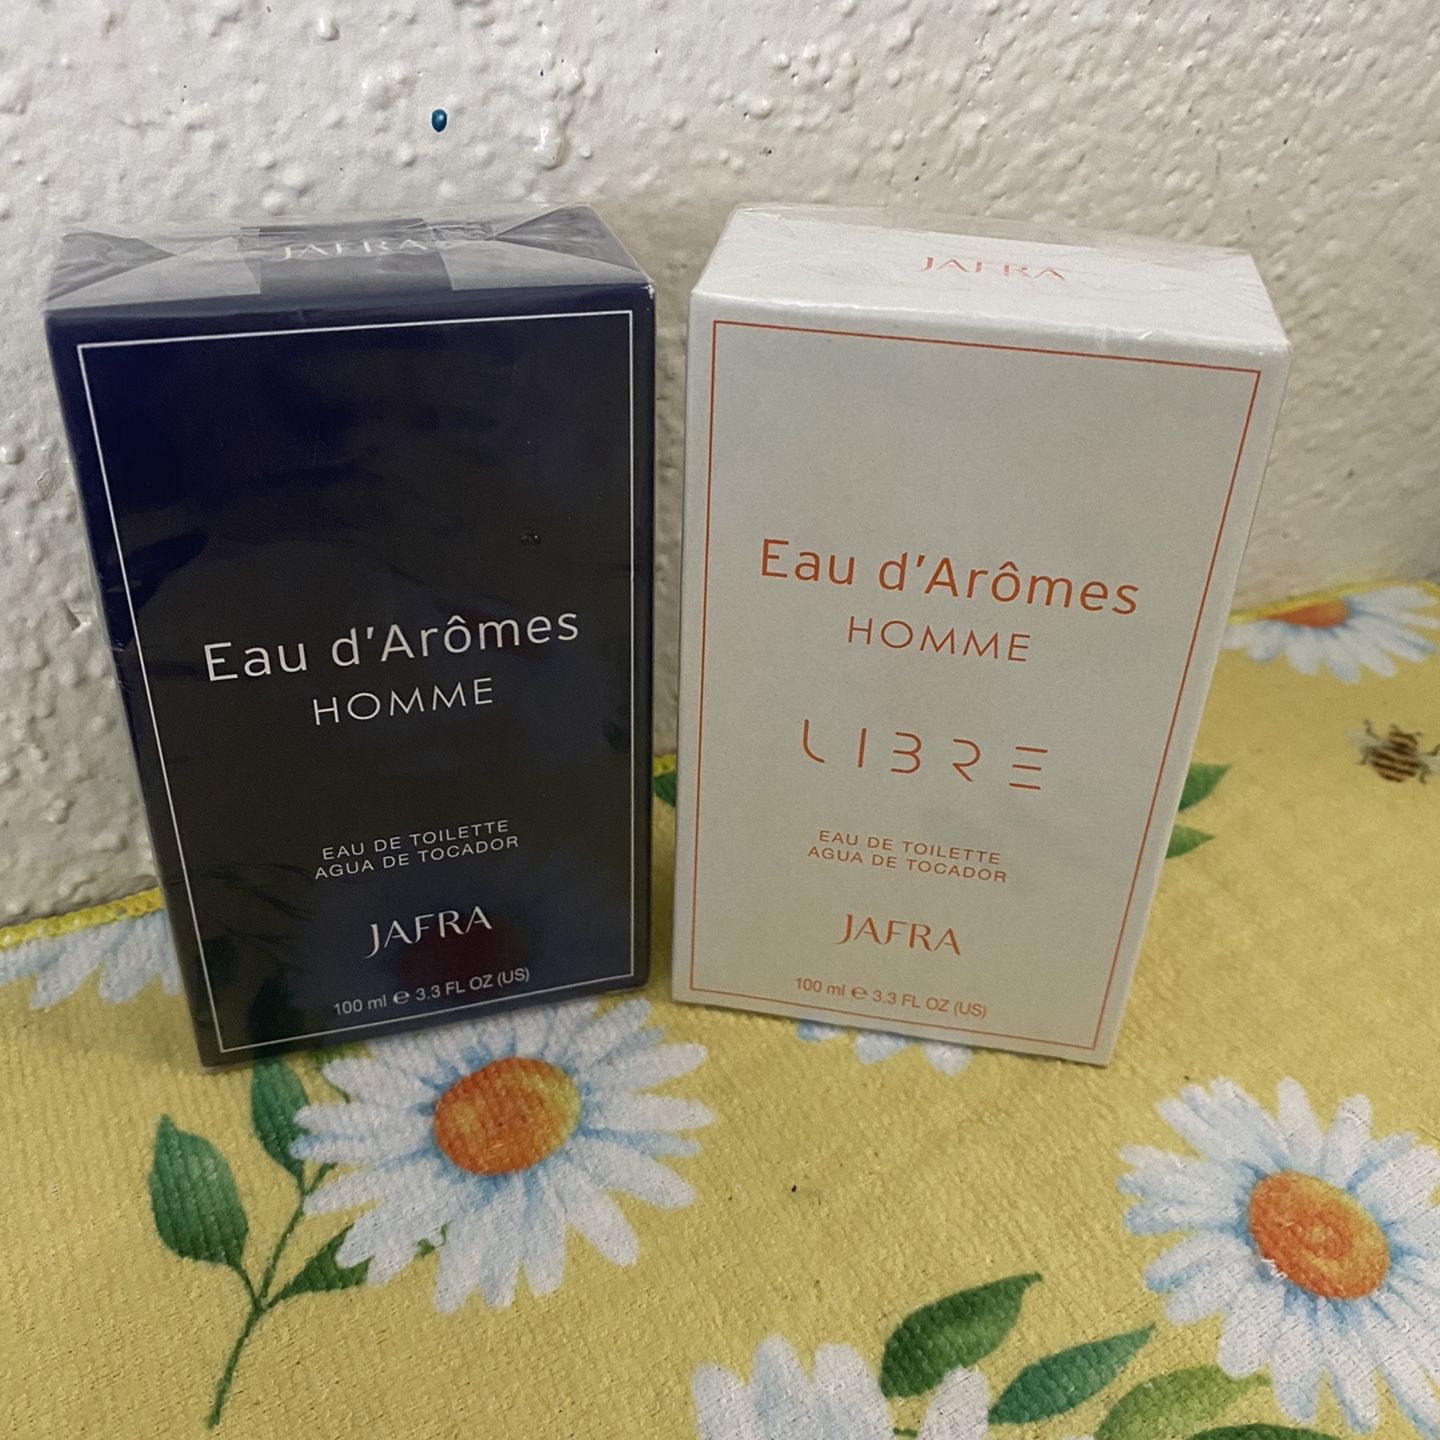 JAFRA
Eau d'Arômes
HOMME
EAU DE TOILETTE
AGUA DE TOCADOR
JAFRA
100 ml ℮ 3.3 FL OZ (US)
JAFRA
Eau d'Arômes
HOMME
LIBRE
EAU DE TOILETTE
AGUA DE TOCADOR
JAFRA
100 ml ℮ 3.3 FL OZ (US)